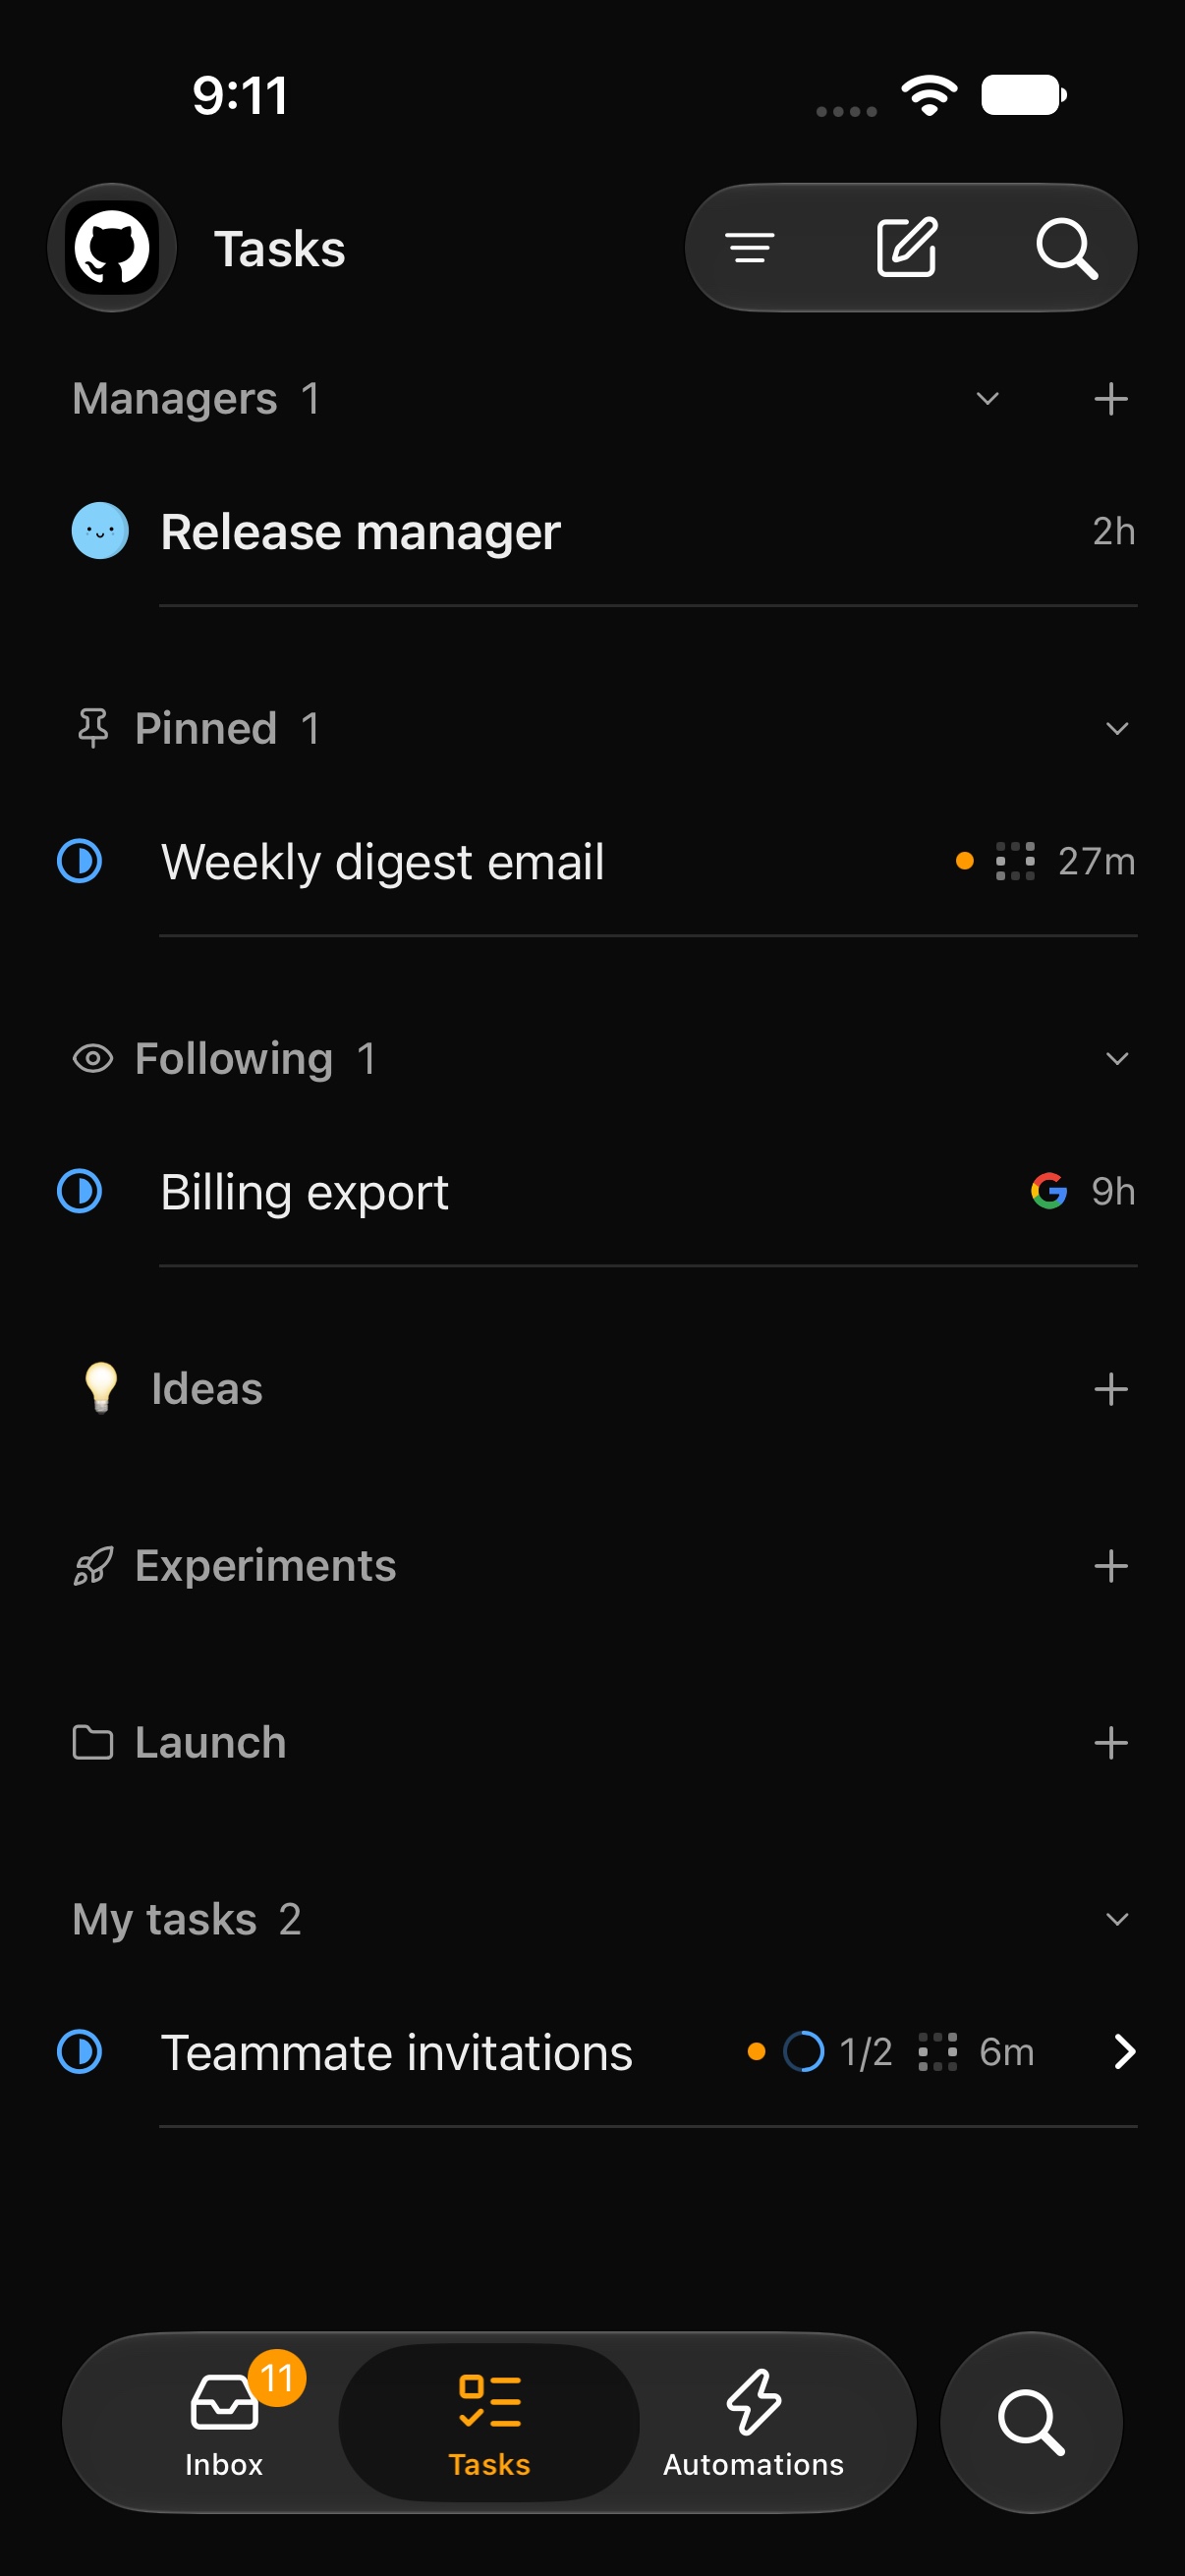 9:11
Tasks
Managers 1
Release manager 2h
Pinned 1
Weekly digest email 27m
Following 1
Billing export 9h
Ideas
Experiments
Launch
My tasks 2
Teammate invitations 1/2 6m
11
Inbox Tasks Automations